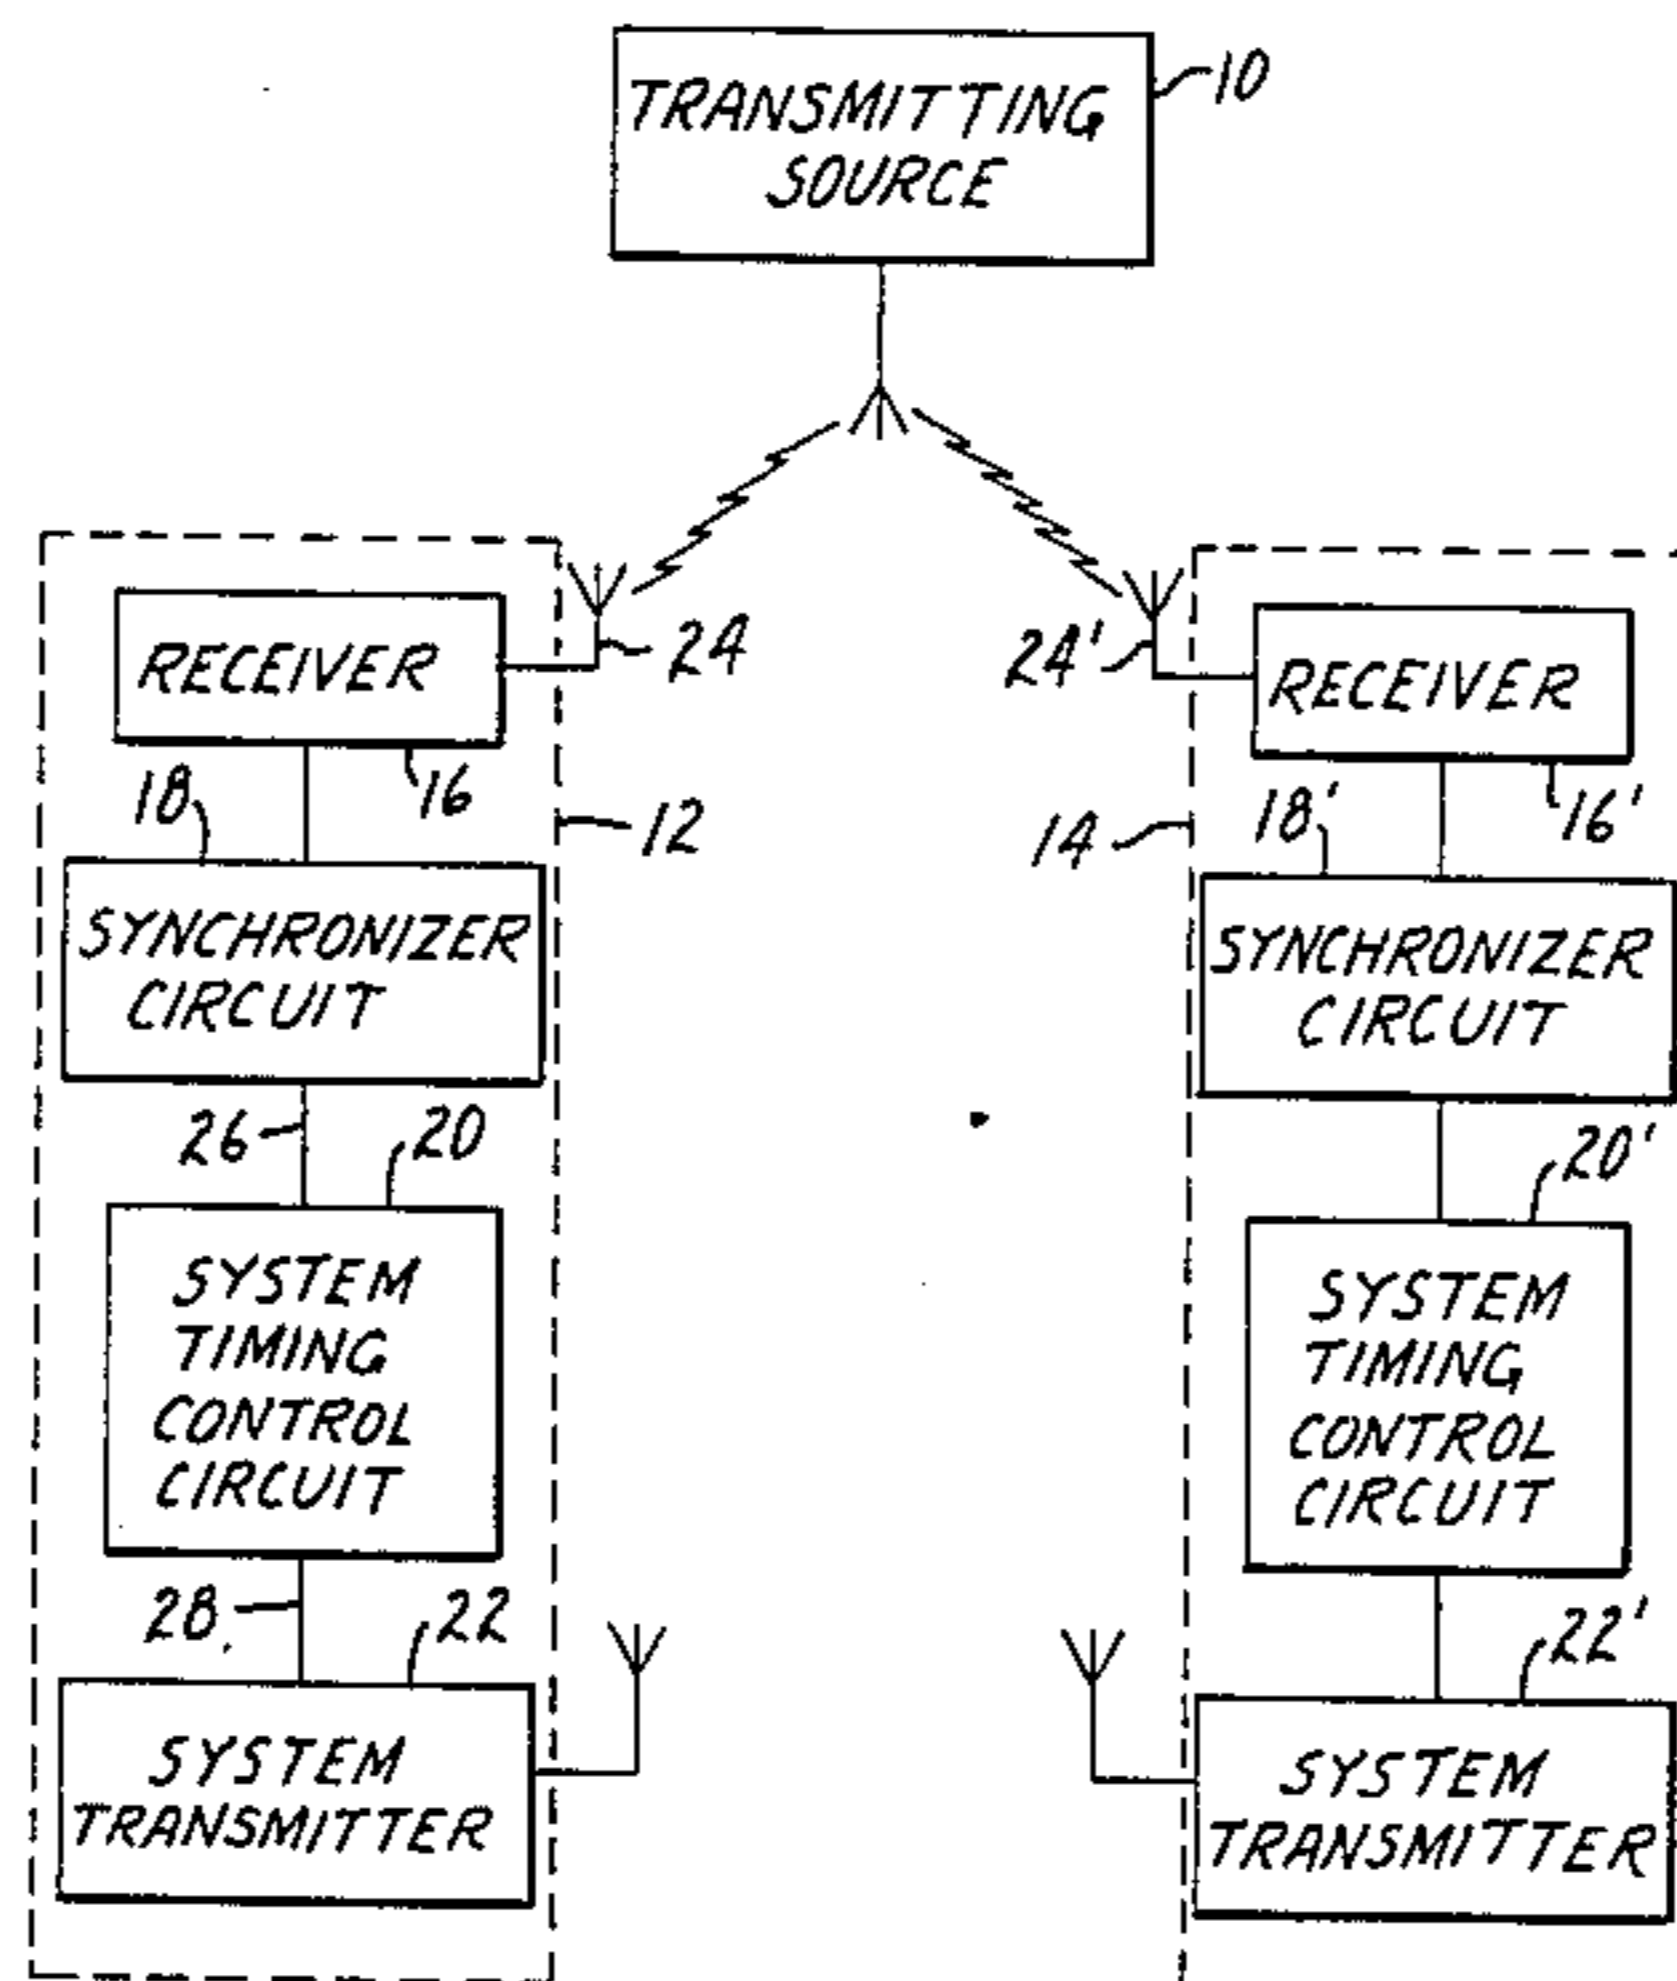 TRANSMITTING
SOURCE
10
RECEIVER
24
16
12
18
SYNCHRONIZER
CIRCUIT
26
20
SYSTEM
TIMING
CONTROL
CIRCUIT
28
22
SYSTEM
TRANSMITTER
24'
RECEIVER
16'
14
18'
SYNCHRONIZER
CIRCUIT
20'
SYSTEM
TIMING
CONTROL
CIRCUIT
22'
SYSTEM
TRANSMITTER